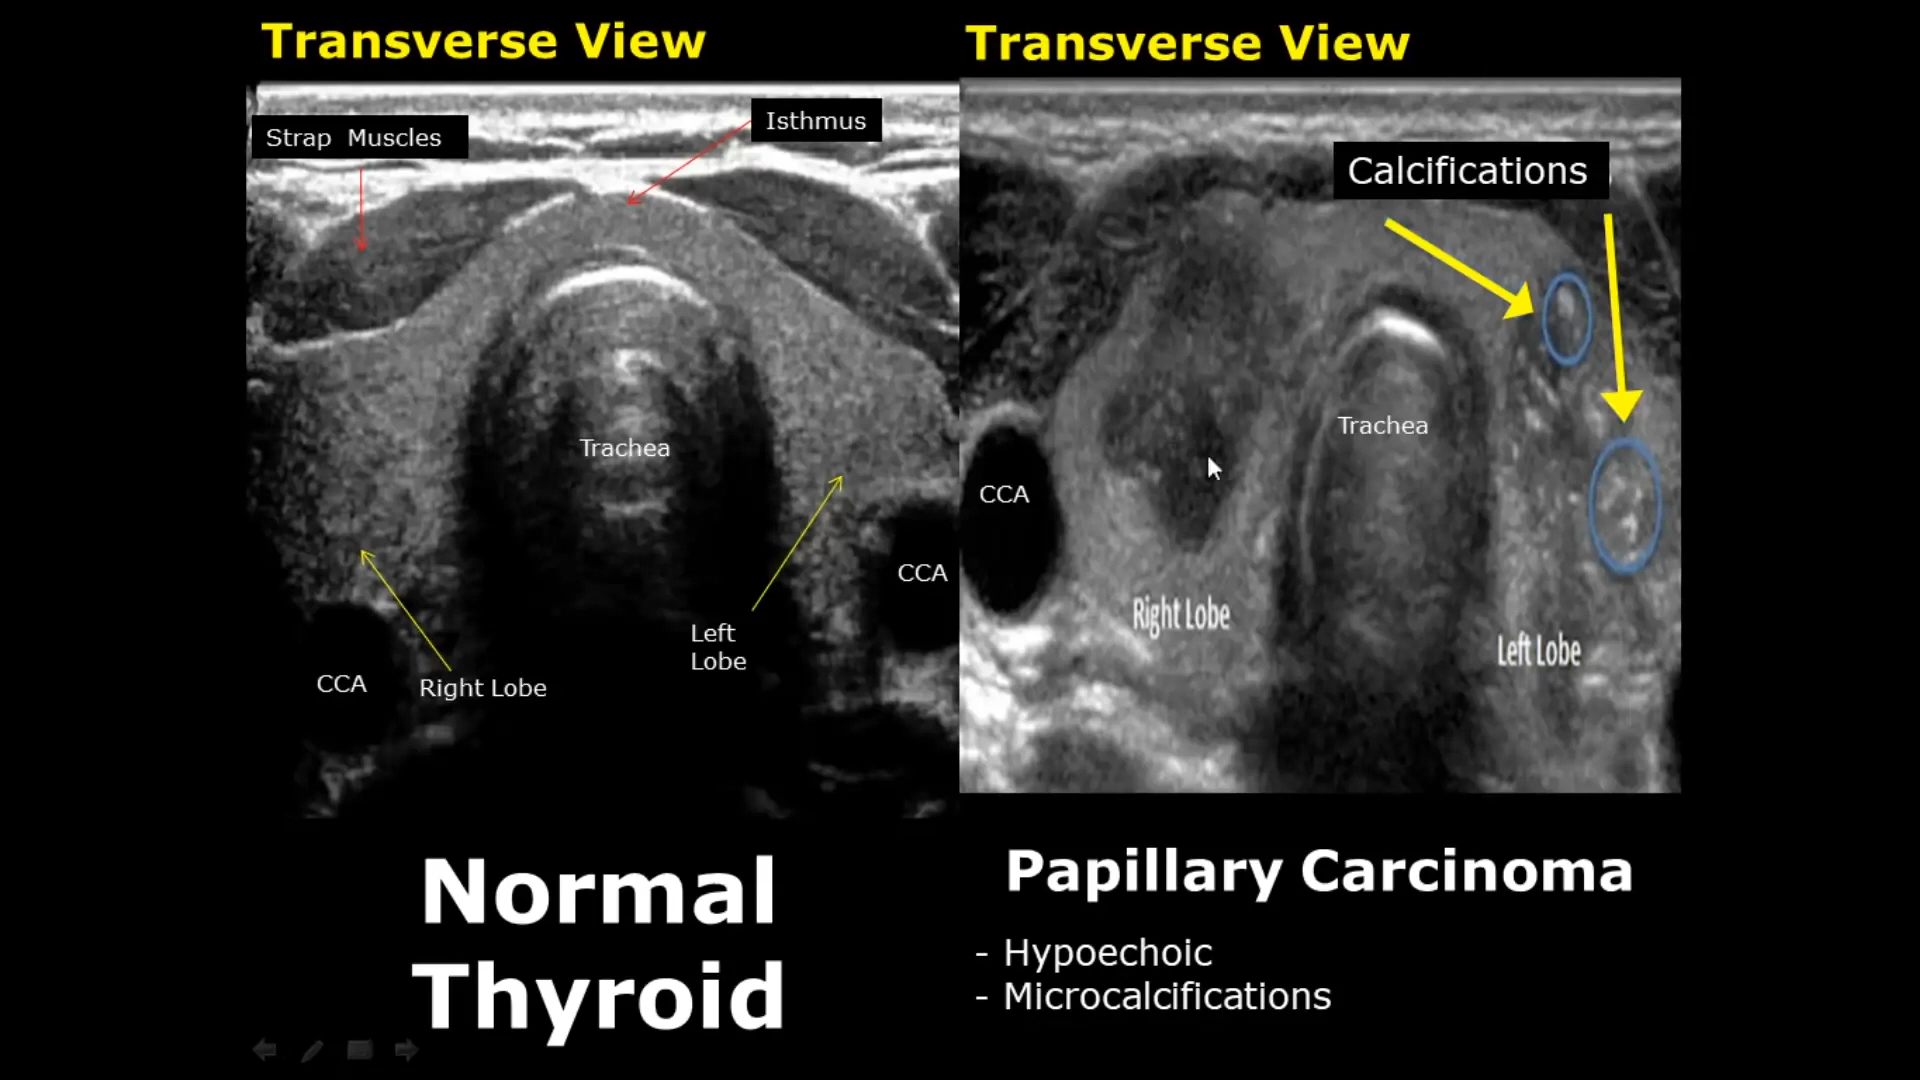 Transverse View
Strap Muscles
Isthmus
Trachea
CCA
Left
Lobe
CCA
Right Lobe
Normal
Thyroid
Transverse View
Calcifications
Trachea
CCA
Right Lobe
Left Lobe
Papillary Carcinoma
- Hypoechoic
- Microcalcifications